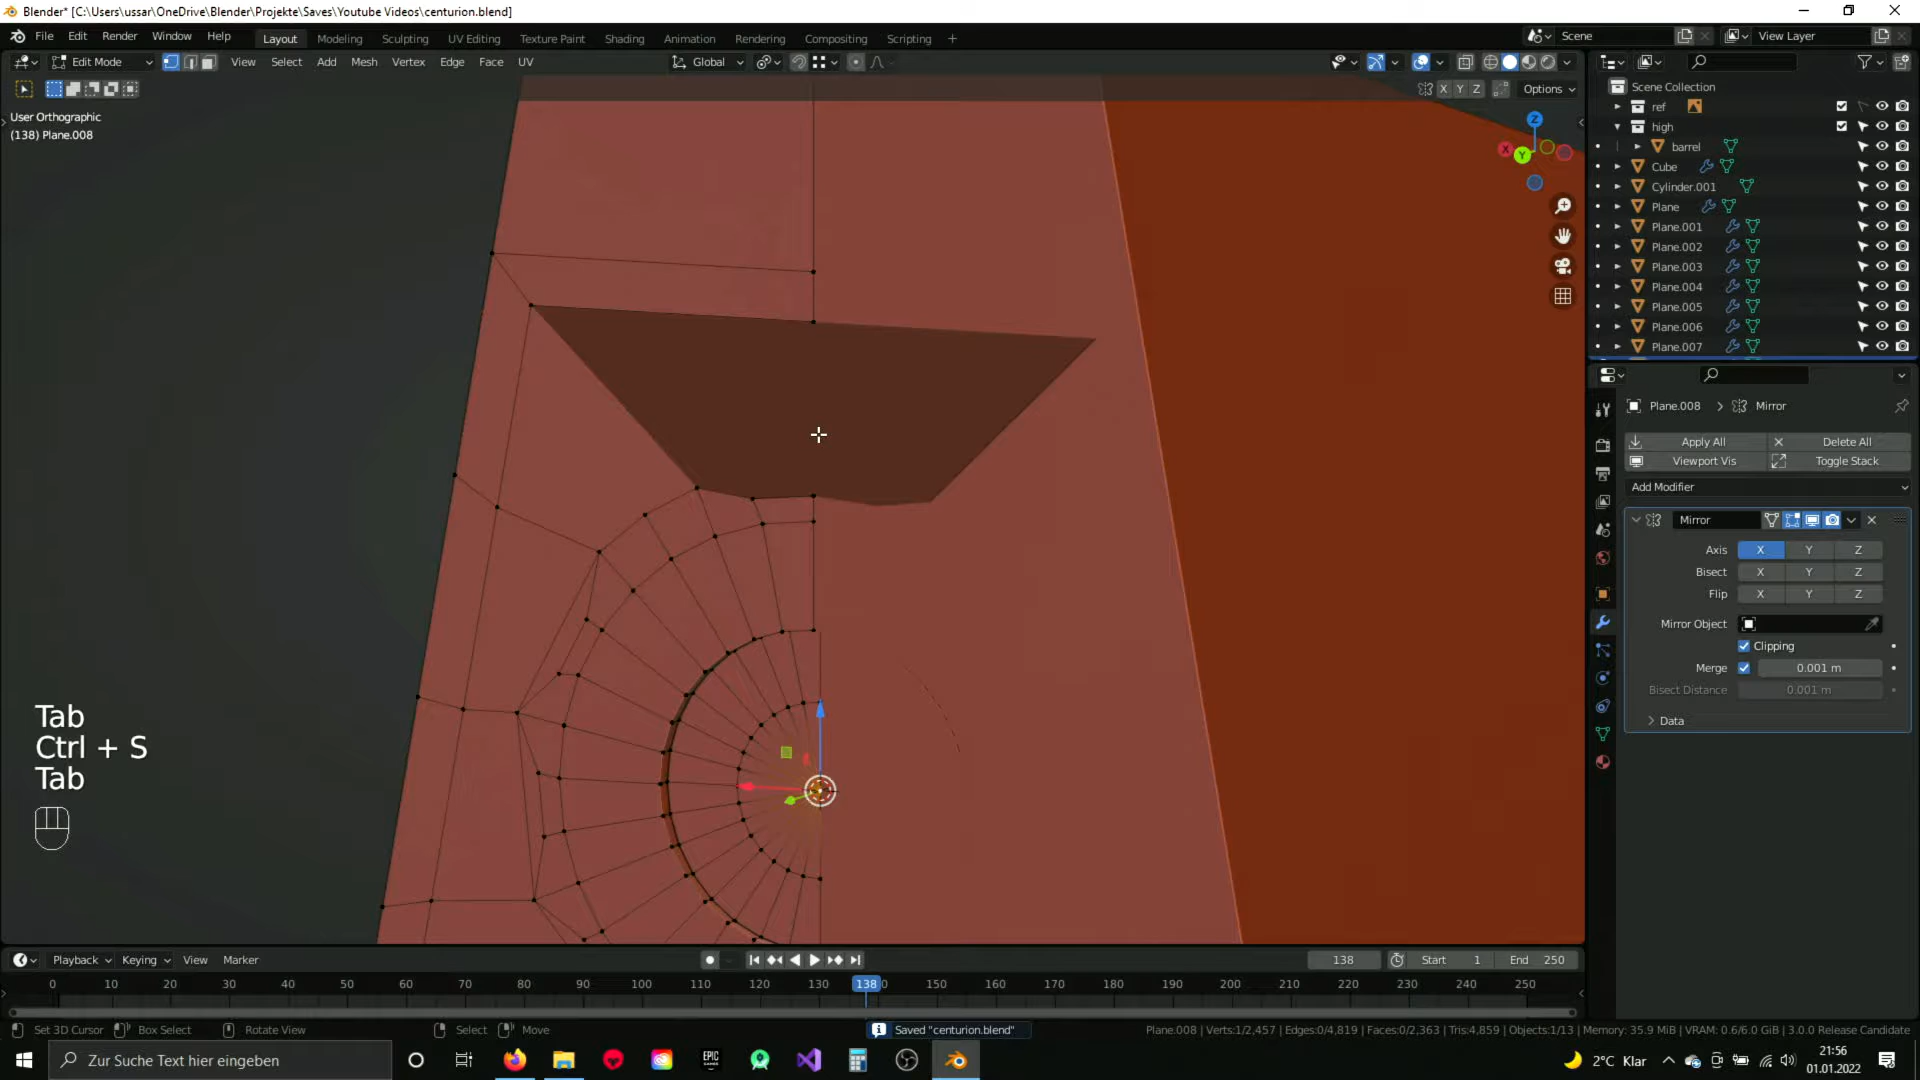 Blender* [C:\Users\ussar\OneDrive\Blender\Projekte\Saves\Youtube Videos\centurion.blend]
File Edit Render Window Help Layout Modeling Sculpting UV Editing Texture Paint Shading Animation Rendering Compositing Scripting + Scene View Layer
Edit Mode View Select Add Mesh Vertex Edge Face UV Global
X Y Z Options
User Orthographic
(138) Plane.008
Z
X
Y
Scene Collection
ref
high
barrel
Cube
Cylinder.001
Plane
Plane.001
Plane.002
Plane.003
Plane.004
Plane.005
Plane.006
Plane.007
Plane.008 > Mirror
Apply All Delete All
Viewport Vis Toggle Stack
Add Modifier
Mirror
Axis X Y Z
Bisect X Y Z
Flip X Y Z
Mirror Object
Clipping
Merge 0.001 m
Bisect Distance 0.001 m
Data
Tab
Ctrl + S
Tab
Playback Keying View Marker 138 Start 1 End 250
0 10 20 30 40 50 60 70 80 90 100 110 120 130 138 0 150 160 170 180 190 200 210 220 230 240 250
Set 3D Cursor Box Select Rotate View Select Move Saved "centurion.blend" Plane.008 | Verts:1/2,457 | Edges:0/4,819 | Faces:0/2,363 | Tris:4,859 | Objects:1/13 | Memory: 35.9 MiB | VRAM: 0.6/6.0 GiB | 3.0.0 Release Candidate
Zur Suche Text hier eingeben EPIC GAMES 2°C Klar 21:56
01.01.2022